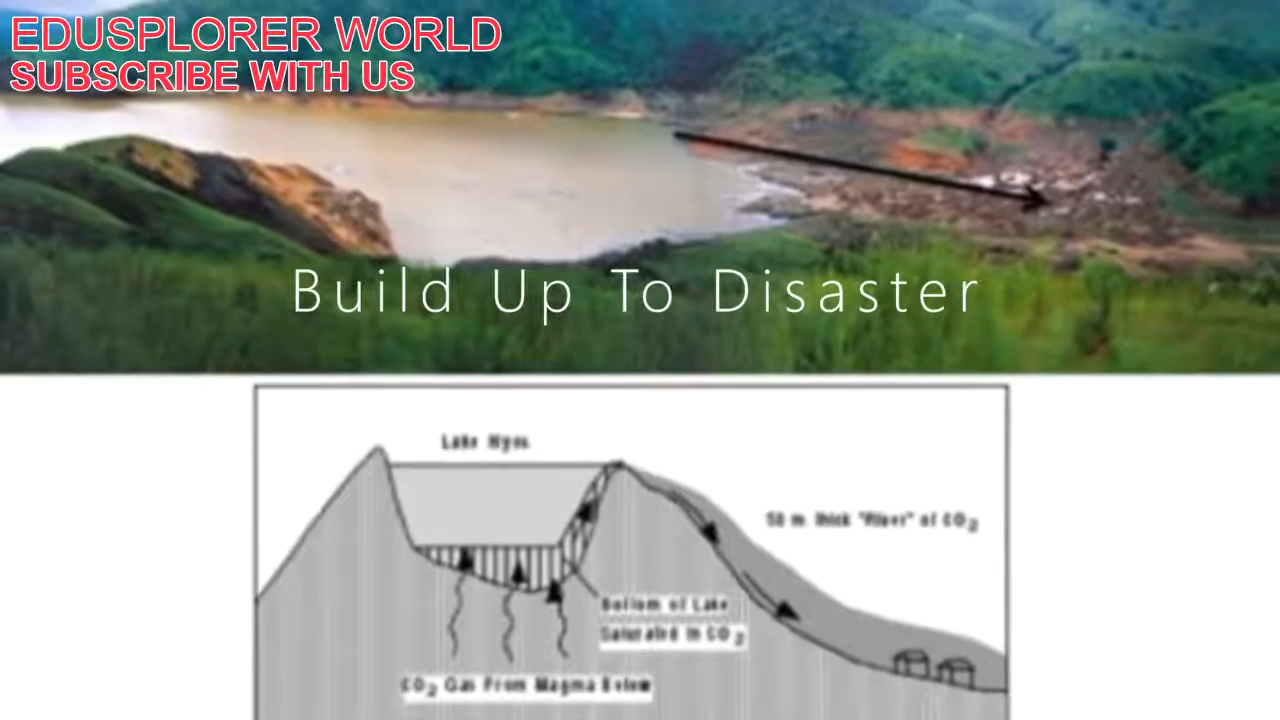 EDUSPLORER WORLD
SUBSCRIBE WITH US
Build Up To Disaster
Lake Nyos
50 m thick "River" of CO2
Bottom of Lake
Saturated in CO2
CO2 Gas From Magma Below